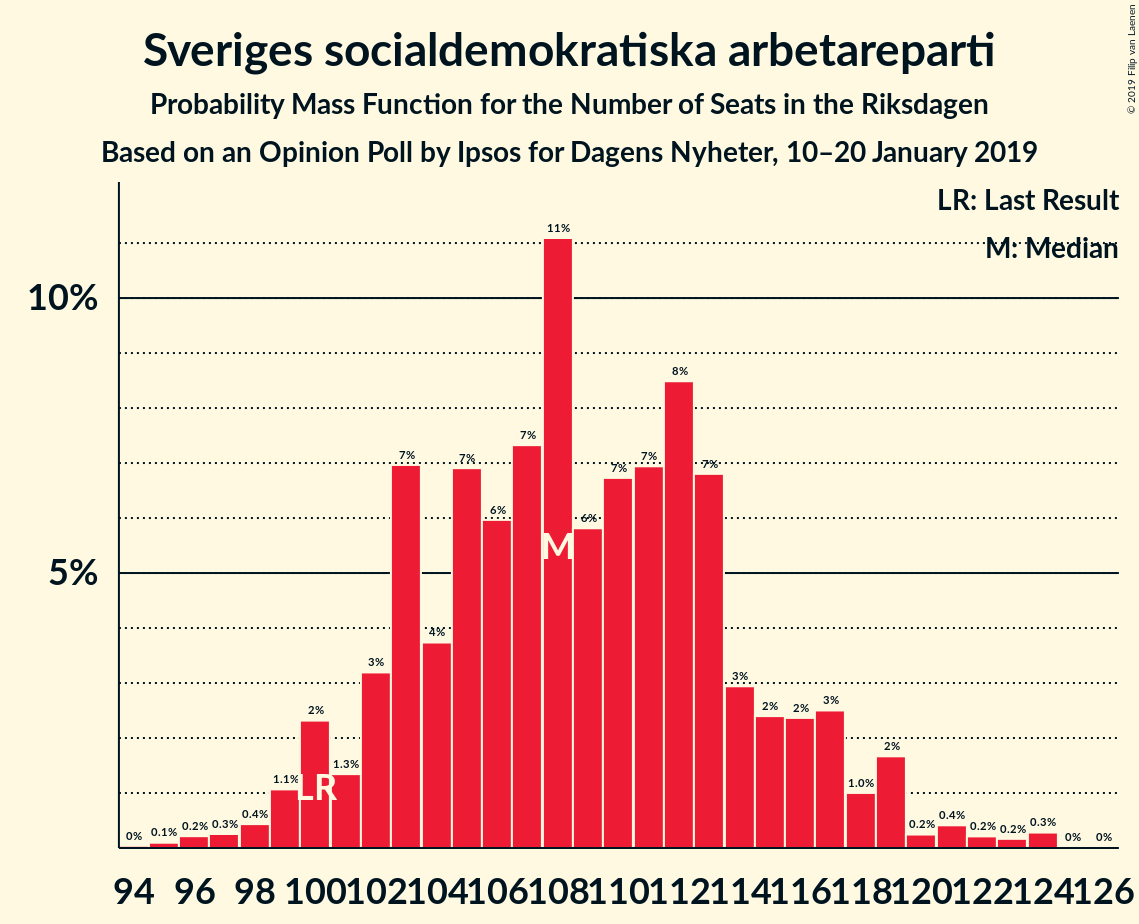 Sveriges socialdemokratiska arbetareparti
Probability Mass Function for the Number of Seats in the Riksdagen
Based on an Opinion Poll by Ipsos for Dagens Nyheter, 10–20 January 2019
© 2019 Filip van Laenen
LR: Last Result
M: Median
10%
5%
0% 0.1% 0.2% 0.3% 0.4% 1.1% 2% 1.3% 3% 7% 4% 7% 6% 7% 11% 6% 7% 7% 8% 7% 3% 2% 2% 3% 1.0% 2% 0.2% 0.4% 0.2% 0.2% 0.3% 0% 0%
LR
M
94 96 98 100 102 104 106 108 110 112 114 116 118 120 122 124 126